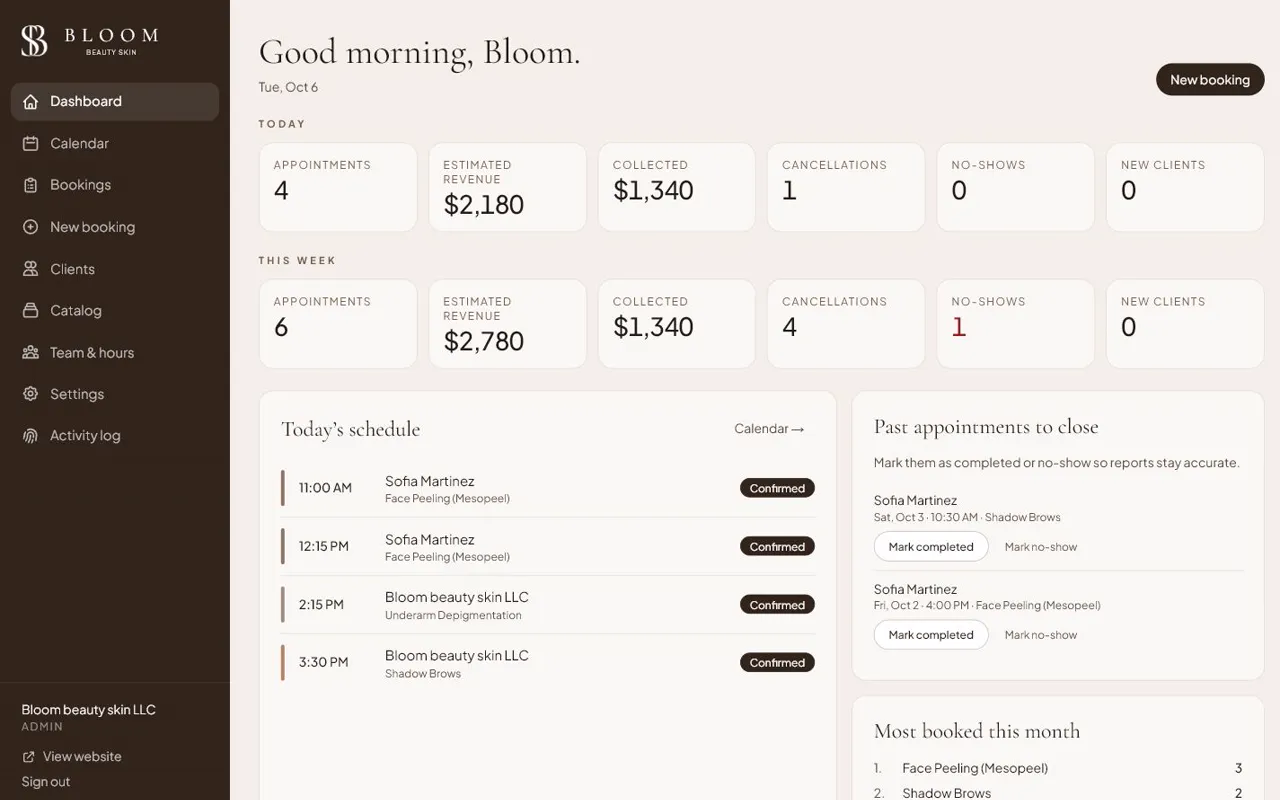 BLOOM
BEAUTY SKIN
Dashboard
Calendar
Bookings
New booking
Clients
Catalog
Team & hours
Settings
Activity log
Bloom beauty skin LLC
ADMIN
View website
Sign out
Good morning, Bloom.
Tue, Oct 6
New booking
TODAY
APPOINTMENTS
4
ESTIMATED
REVENUE
$2,180
COLLECTED
$1,340
CANCELLATIONS
1
NO-SHOWS
0
NEW CLIENTS
0
THIS WEEK
APPOINTMENTS
6
ESTIMATED
REVENUE
$2,780
COLLECTED
$1,340
CANCELLATIONS
4
NO-SHOWS
1
NEW CLIENTS
0
Today’s schedule
Calendar →
11:00 AM
Sofia Martinez
Face Peeling (Mesopeel)
Confirmed
12:15 PM
Sofia Martinez
Face Peeling (Mesopeel)
Confirmed
2:15 PM
Bloom beauty skin LLC
Underarm Depigmentation
Confirmed
3:30 PM
Bloom beauty skin LLC
Shadow Brows
Confirmed
Past appointments to close
Mark them as completed or no-show so reports stay accurate.
Sofia Martinez
Sat, Oct 3 · 10:30 AM · Shadow Brows
Mark completed Mark no-show
Sofia Martinez
Fri, Oct 2 · 4:00 PM · Face Peeling (Mesopeel)
Mark completed Mark no-show
Most booked this month
1. Face Peeling (Mesopeel) 3
2. Shadow Brows 2